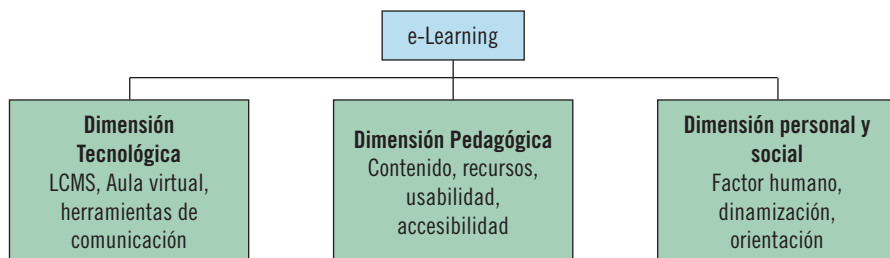 e-Learning
Dimensión
Tecnológica
LCMS, Aula virtual,
herramientas de
comunicación
Dimensión Pedagógica
Contenido, recursos,
usabilidad,
accesibilidad
Dimensión personal y
social
Factor humano,
dinamización,
orientación